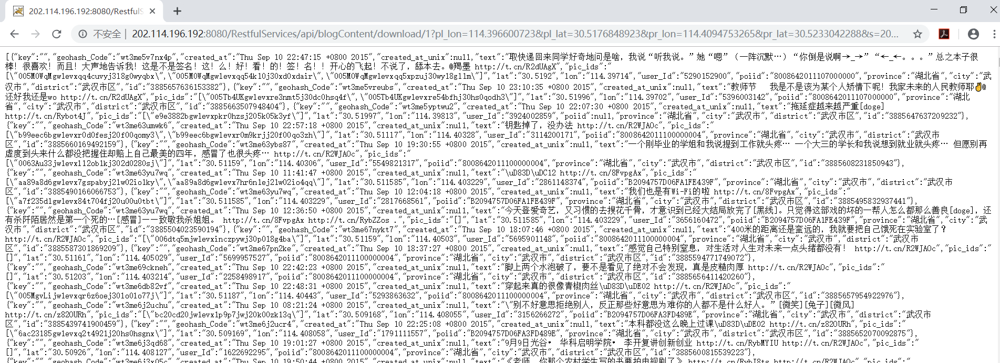 202.114.196.192:8080/RestfulS
不安全 | 202.114.196.192:8080/RestfulServices/api/blogContent/download/1?pl_lon=114.396600723&pl_lat=30.5176848923&pr_lon=114.4094753265&pr_lat=30.5233042288&s=20...
[{"key":"","geohash_Code":"wt3me5v7nx4p","created_at":"Thu Sep 10 22:47:15 +0800 2015","created_at_unix":null,"text":"取快递回来同学好奇地问是啥，我说“听我说。”她“嗯”（一阵沉默…）“你倒是说啊→_→”“←_←。。。”总之本子很
棒！很喜欢！而且！大声地告诉我！这是不是签名！这！么！好！看！的！签！名！！开心的飞起！不说了，舔本去。@羯墨 http://t.cn/R2dUAgX","pic_ids":"
[\"005M0WqMgw1evxqq4cuvyj318g0wyqbx\",\"005M0WqMgw1evxqq54k10j30xd0xdair\",\"005M0WqMgw1evxqq5xpzuj30wy18g11m\"]","lat":"30.5192","lon":"114.39714","user_Id":"5290152900","poiid":"8008642011107000000","province":"湖北省","city":"武
汉市","district":"武汉市区","id":"3885657636153382"},{"key":"","geohash_Code":"wt3me5vreubs","created_at":"Thu Sep 10 23:10:35 +0800 2015","created_at_unix":null,"text":"教师节   我是不是该为某个人矫情下呢！我家未来的人民教师耶✌@
还好我还是wo http://t.cn/R2dUAgX","pic_ids":"[\"005Tb4UKgw1evxre3nmt5j30dc0hsq4f\",\"005Tb4UKgw1evxre54bfhj30hs0qodh3\"]","lat":"30.51996","lon":"114.39702","user_Id":"5396003142","poiid":"8008642011107000000","province":"湖北
省","city":"武汉市","district":"武汉市区","id":"3885663507948404"},{"key":"","geohash_Code":"wt3me5yptwu2","created_at":"Thu Sep 10 22:07:30 +0800 2015","created_at_unix":null,"text":"拖延症越来越严重[doge]
http://t.cn/Rybot4J","pic_ids":"[\"e9e3882bgw1evxpkr0hzsj205k05k3yf\"]","lat":"30.51997","lon":"114.39813","user_Id":"3924002859","poiid":null,"province":"湖北省","city":"武汉市","district":"武汉市区","id":"3885647637209232"},
{"key":"","geohash_Code":"wt3me63umwk6","created_at":"Thu Sep 10 22:57:18 +0800 2015","created_at_unix":null,"text":"钥匙掉了，没办法 http://t.cn/R2WJAOc","pic_ids":"
[\"b99eec6bgw1evxr0d0fesj20f00qomy3\",\"b99eec6bgw1evxr0m9krjj20f00qo3zh\"]","lat":"30.51117","lon":"114.40328","user_Id":"3114200171","poiid":"8008642011100000004","province":"湖北省","city":"武汉市","district":"武汉市
区","id":"3885660169492159"},{"key":"","geohash_Code":"wt3me63ybs87","created_at":"Thu Sep 10 19:30:55 +0800 2015","created_at_unix":null,"text":"一个刚毕业的学姐和我说提到工作就头疼… 一个大三的学长和我说想到就业就头疼… 但愿别再
虚度到头来什么都没把握住却赔上自己最美的四年，感冒了也很头疼… http://t.cn/R2WJAOc","pic_ids":"
[\"0063Au33jw1evxl12ob1kj302d0280sj\"]","lat":"30.51159","lon":"114.40306","user_Id":"5549821317","poiid":"8008642011100000004","province":"湖北省","city":"武汉市","district":"武汉市区","id":"3885608231850943"},
{"key":"","geohash_Code":"wt3me63yu7wq","created_at":"Thu Sep 10 11:41:47 +0800 2015","created_at_unix":null,"text":"\uD83D\uDC12 http://t.cn/8FvpgAx","pic_ids":"
[\"aa89a8d6gw1evx7gspabyj21w02io1ky\",\"aa89a8d6gw1evx7hr6n1ej21w02io4qq\"]","lat":"30.511585","lon":"114.403229","user_Id":"2861148374","poiid":"B2094757D06FA1FE439F","province":"湖北省","city":"武汉市","district":"武汉市
区","id":"3885490166066753"},{"key":"","geohash_Code":"wt3me63yu7wq","created_at":"Thu Sep 10 12:04:18 +0800 2015","created_at_unix":null,"text":"我们也是有Wi-Fi的啦 http://t.cn/8FvpgAx","pic_ids":"
[\"a7f235d1gw1evx84t704fj20u00u0tbt\"]","lat":"30.511585","lon":"114.403229","user_Id":"2817668561","poiid":"B2094757D06FA1FE439F","province":"湖北省","city":"武汉市","district":"武汉市区","id":"3885495832937441"},
{"key":"","geohash_Code":"wt3me63yu7wq","created_at":"Thu Sep 10 12:36:50 +0800 2015","created_at_unix":null,"text":"今天登爱奇艺，又习惯的去搜花千骨，才意识到已经大结局放完了[黑线]。只觉得这部戏的坏的一帮人怎么都那么善良[doge]，还
有杀阡陌居然是第一个死的…[感冒]——致敬我杀姐姐。 http://t.cn/8FvpgAx http://t.cn/RybZZos .","pic_ids":"[]","lat":"30.511585","lon":"114.403229","user_Id":"3656160472","poiid":"B2094757D06FA1FE439F","province":"湖北省","city":"武
汉市","district":"武汉市区","id":"3885504023590194"},{"key":"","geohash_Code":"wt3me67nykt7","created_at":"Thu Sep 10 18:07:46 +0800 2015","created_at_unix":null,"text":"400米的距离还是蛮远的，我就要把自己饿死在实验室了？
http://t.cn/R2WJAOc","pic_ids":"[\"006dtq5mjw1evxinczpywj30p018g4ba\"]","lat":"30.51159","lon":"114.40503","user_Id":"5695901148","poiid":"8008642011100000004","province":"湖北省","city":"武汉市","district":"武汉市
区","id":"3885587301869209"},{"key":"","geohash_Code":"wt3me67pn2ke","created_at":"Thu Sep 10 18:37:27 +0800 2015","created_at_unix":null,"text":"感觉自己特别窒息，对生活对人生对未来一点头绪都没有！ http://t.cn/R2WJAOc","pic_ids":"
[]","lat":"30.51161","lon":"114.405029","user_Id":"5699957527","poiid":"8008642011100000004","province":"湖北省","city":"武汉市","district":"武汉市区","id":"3885594771749072"},
{"key":"","geohash_Code":"wt3me69ckneh","created_at":"Thu Sep 10 22:42:23 +0800 2015","created_at_unix":null,"text":"脚上两个水泡破了，要不是看见了绝对不会发现，真是皮糙肉厚 http://t.cn/R2WJAOc","pic_ids":"
[]","lat":"30.51203","lon":"114.403214","user_Id":"2258498917","poiid":"8008642011100000004","province":"湖北省","city":"武汉市","district":"武汉市区","id":"3885656411420260"},
{"key":"","geohash_Code":"wt3me6db82vf","created_at":"Thu Sep 10 22:48:31 +0800 2015","created_at_unix":null,"text":"穿起来真的很像青椒肉丝\uD83D\uDE02 http://t.cn/R2WJAOc","pic_ids":"
[\"005MgvLijw1evxqr6z6oej301o01o77j\"]","lat":"30.51187","lon":"114.40443","user_Id":"5293863632","poiid":"8008642011100000004","province":"湖北省","city":"武汉市","district":"武汉市区","id":"3885657954922976"},
{"key":"","geohash_Code":"wt3me6j2uchu","created_at":"Thu Sep 10 08:21:24 +0800 2015","created_at_unix":null,"text":"\"别不好意思拒绝别人，反正那些好意思为难你的人都不是什么好人。” [微笑][兔子][微风]
http://t.cn/z82OURh","pic_ids":"[\"bc20cd20jw1evx1p9p7jwj20k00zk13q\"]","lat":"30.509168","lon":"114.408055","user_Id":"3156266272","poiid":"B2094757D06FA3FD489E","province":"湖北省","city":"武汉市","district":"武汉市
区","id":"3885439741900459"},{"key":"","geohash_Code":"wt3me6j2ucr4","created_at":"Thu Sep 10 22:25:08 +0800 2015","created_at_unix":null,"text":"本科都没这么晚上过课\uD83D\uDE02 http://t.cn/z82OURh","pic_ids":"
[\"6ac23185gw1evxq2t4921j20hs0hsgnx\"]","lat":"30.509169","lon":"114.408058","user_Id":"1791111557","poiid":"B2094757D06FA3FD489E","province":"湖北省","city":"武汉市","district":"武汉市区","id":"3885652070092875"},
{"key":"","geohash_Code":"wt3me6j3qd68","created_at":"Thu Sep 10 19:01:27 +0800 2015","created_at_unix":null,"text":"9月9日光谷• 华科启明学院• 李开复讲创新创业 http://t.cn/RybMYIU http://t.cn/R2WJAOc","pic_ids":"
[]","lat":"30.50926","lon":"114.408127","user_Id":"1622692295","poiid":"8008642011100000004","province":"湖北省","city":"武汉市","district":"武汉市区","id":"3885600815539223"},
{"key":"","geohash_Code":"wt3me6j3x05c","created_at":"Thu Sep 10 19:50:44 +0800 2015","created_at_unix":null,"text":"《老师，你那个农村学生写的书要拍电视剧了》 http://t.cn/RybI8ts http://t.cn/R2WJAOc","pic_ids":"